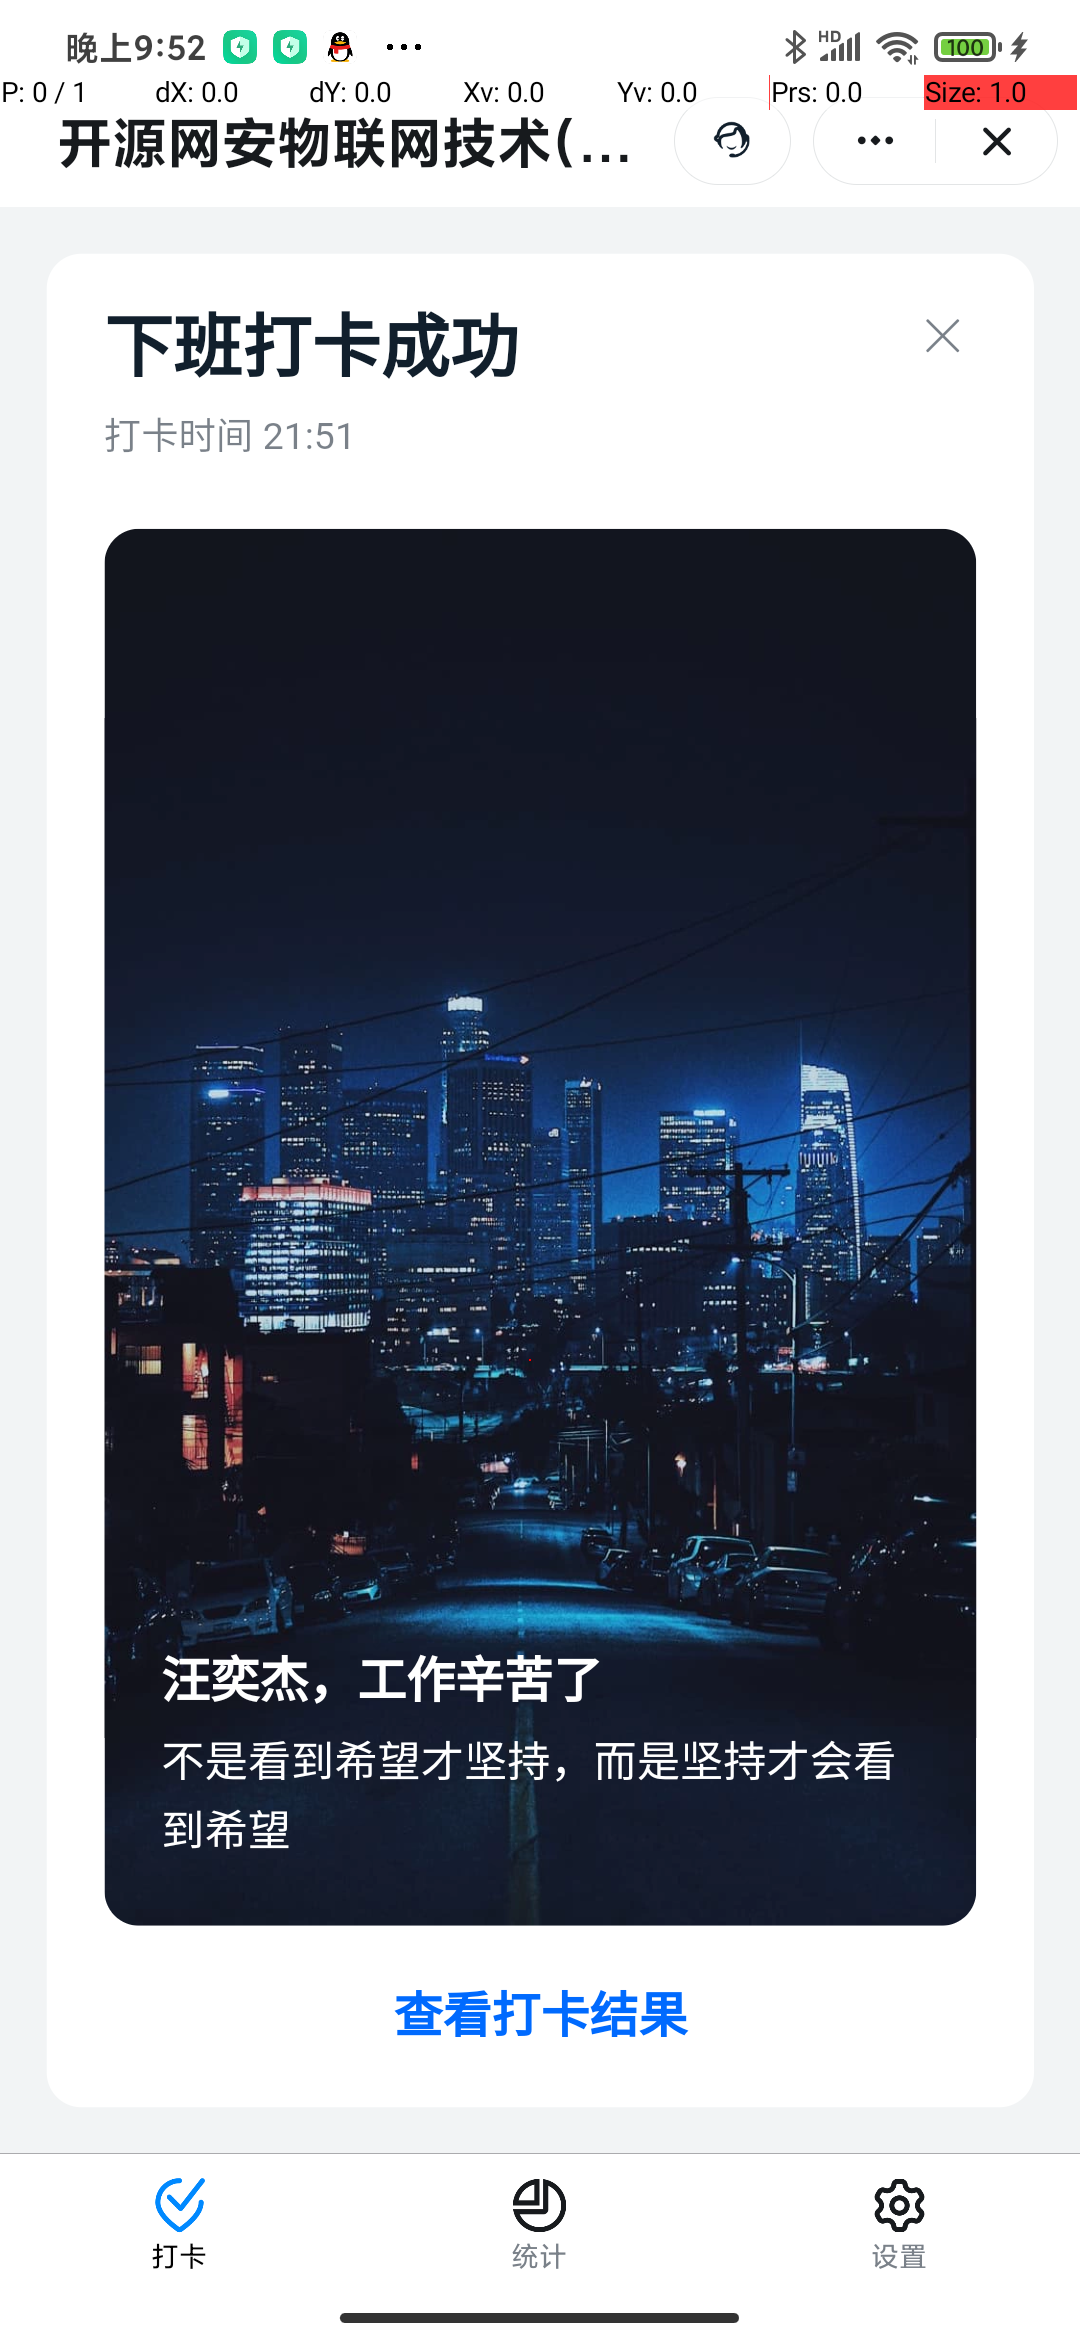 晚上9:52
HD
100
P: 0 / 1 dX: 0.0 dY: 0.0 Xv: 0.0 Yv: 0.0 Prs: 0.0 Size: 1.0
开源网安物联网技术(...
下班打卡成功
打卡时间 21:51
汪奕杰，工作辛苦了
不是看到希望才坚持，而是坚持才会看
到希望
查看打卡结果
打卡 统计 设置